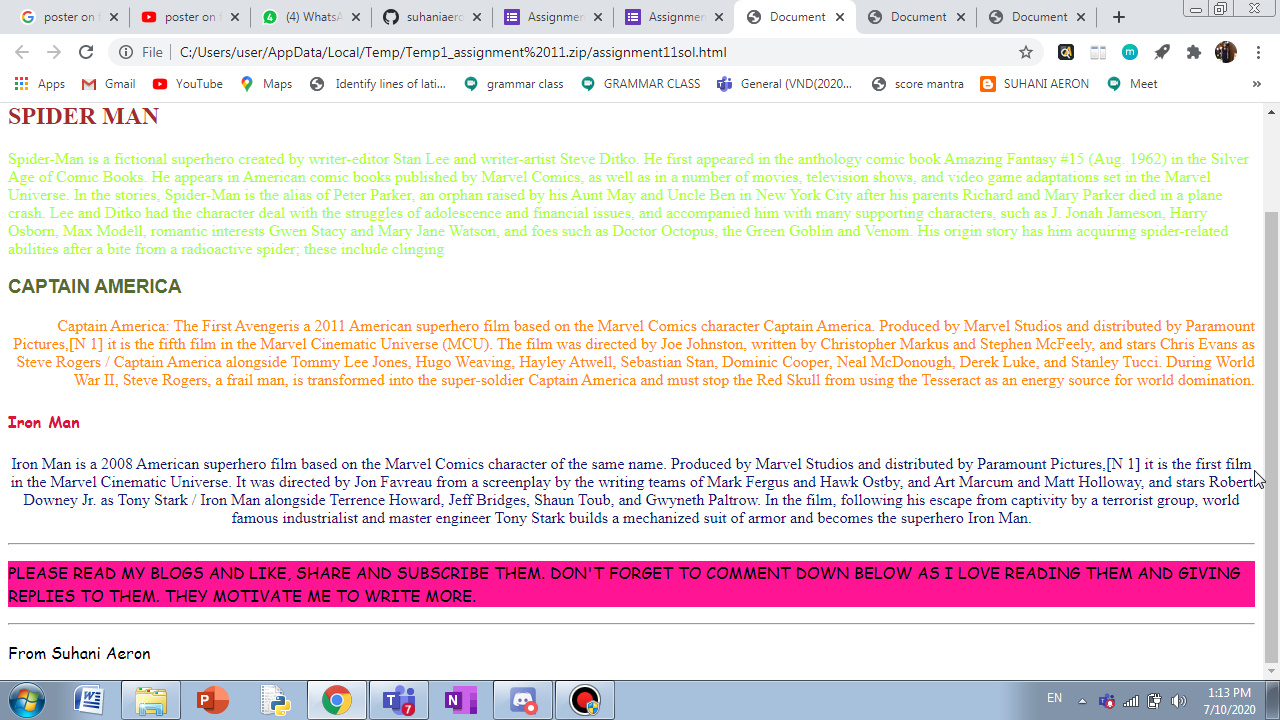 poster on f
poster on t
(4) WhatsA
suhaniaero
Assignmen
Assignmen
Document
Document
Document
File
C:/Users/user/AppData/Local/Temp/Temp1_assignment%2011.zip/assignment11sol.html
Apps
Gmail
YouTube
Maps
Identify lines of lati...
grammar class
GRAMMAR CLASS
General (VND(2020...
score mantra
SUHANI AERON
Meet
»
SPIDER MAN
Spider-Man is a fictional superhero created by writer-editor Stan Lee and writer-artist Steve Ditko. He first appeared in the anthology comic book Amazing Fantasy #15 (Aug. 1962) in the Silver
Age of Comic Books. He appears in American comic books published by Marvel Comics, as well as in a number of movies, television shows, and video game adaptations set in the Marvel
Universe. In the stories, Spider-Man is the alias of Peter Parker, an orphan raised by his Aunt May and Uncle Ben in New York City after his parents Richard and Mary Parker died in a plane
crash. Lee and Ditko had the character deal with the struggles of adolescence and financial issues, and accompanied him with many supporting characters, such as J. Jonah Jameson, Harry
Osborn, Max Modell, romantic interests Gwen Stacy and Mary Jane Watson, and foes such as Doctor Octopus, the Green Goblin and Venom. His origin story has him acquiring spider-related
abilities after a bite from a radioactive spider; these include clinging
CAPTAIN AMERICA
Captain America: The First Avengeris a 2011 American superhero film based on the Marvel Comics character Captain America. Produced by Marvel Studios and distributed by Paramount
Pictures,[N 1] it is the fifth film in the Marvel Cinematic Universe (MCU). The film was directed by Joe Johnston, written by Christopher Markus and Stephen McFeely, and stars Chris Evans as
Steve Rogers / Captain America alongside Tommy Lee Jones, Hugo Weaving, Hayley Atwell, Sebastian Stan, Dominic Cooper, Neal McDonough, Derek Luke, and Stanley Tucci. During World
War II, Steve Rogers, a frail man, is transformed into the super-soldier Captain America and must stop the Red Skull from using the Tesseract as an energy source for world domination.
Iron Man
Iron Man is a 2008 American superhero film based on the Marvel Comics character of the same name. Produced by Marvel Studios and distributed by Paramount Pictures,[N 1] it is the first film
in the Marvel Cinematic Universe. It was directed by Jon Favreau from a screenplay by the writing teams of Mark Fergus and Hawk Ostby, and Art Marcum and Matt Holloway, and stars Robert
Downey Jr. as Tony Stark / Iron Man alongside Terrence Howard, Jeff Bridges, Shaun Toub, and Gwyneth Paltrow. In the film, following his escape from captivity by a terrorist group, world
famous industrialist and master engineer Tony Stark builds a mechanized suit of armor and becomes the superhero Iron Man.
PLEASE READ MY BLOGS AND LIKE, SHARE AND SUBSCRIBE THEM. DON'T FORGET TO COMMENT DOWN BELOW AS I LOVE READING THEM AND GIVING
REPLIES TO THEM. THEY MOTIVATE ME TO WRITE MORE.
From Suhani Aeron
EN
1:13 PM
7/10/2020